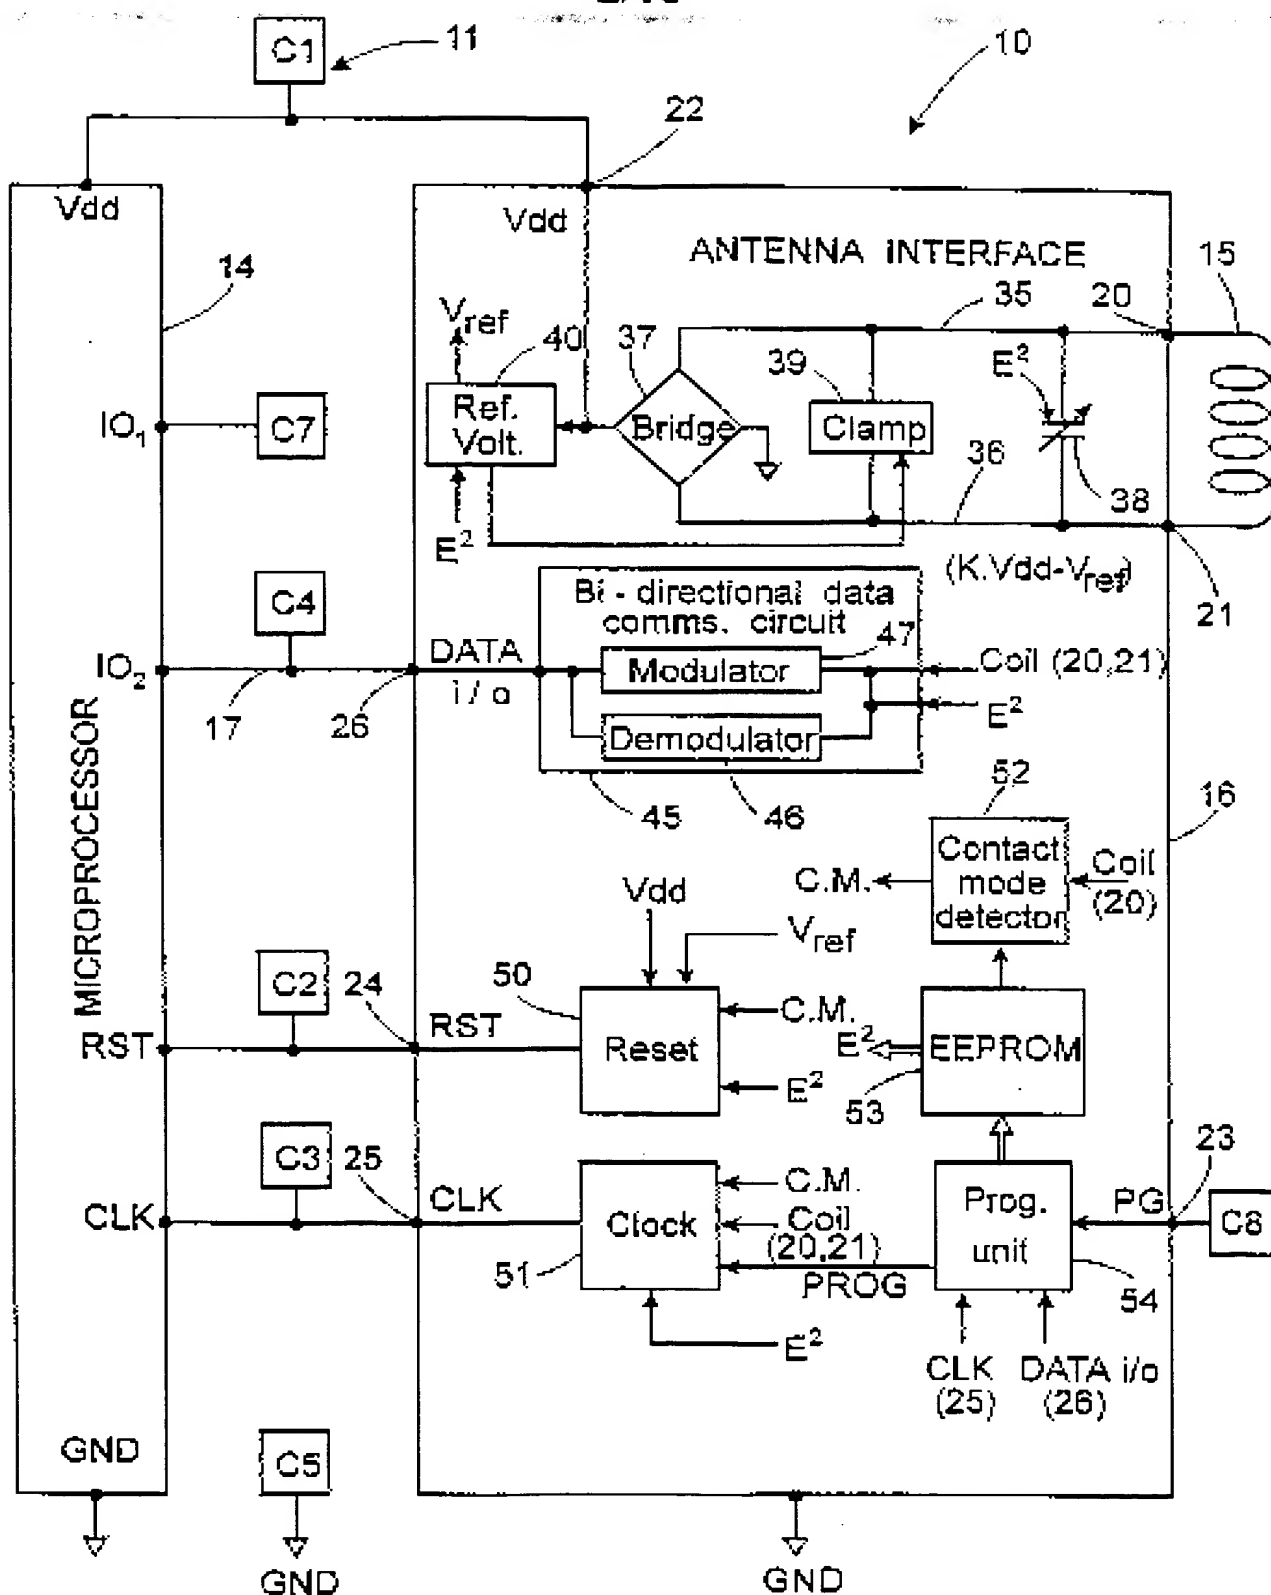 C1
11
10
22
Vdd
Vdd
ANTENNA INTERFACE
15
14
35
20
Vref
40
37
39
E²
Ref.
Volt.
Bridge
Clamp
IO₁
C7
36
38
E²
(K.Vdd-Vref)
21
C4
Bi - directional data
comms. circuit
47
IO₂
DATA
i / o
Modulator
Coil (20,21)
17
26
E²
Demodulator
45
46
52
16
MICROPROCESSOR
Contact
mode
detector
C.M.
Coil
(20)
Vdd
Vref
C2
24
50
RST
RST
Reset
C.M.
E²
E²
EEPROM
53
C3
25
23
CLK
CLK
Clock
C.M.
Coil
(20,21)
PROG
51
Prog.
unit
PG
C8
54
E²
CLK
(25)
DATA i/o
(26)
GND
C5
GND
GND